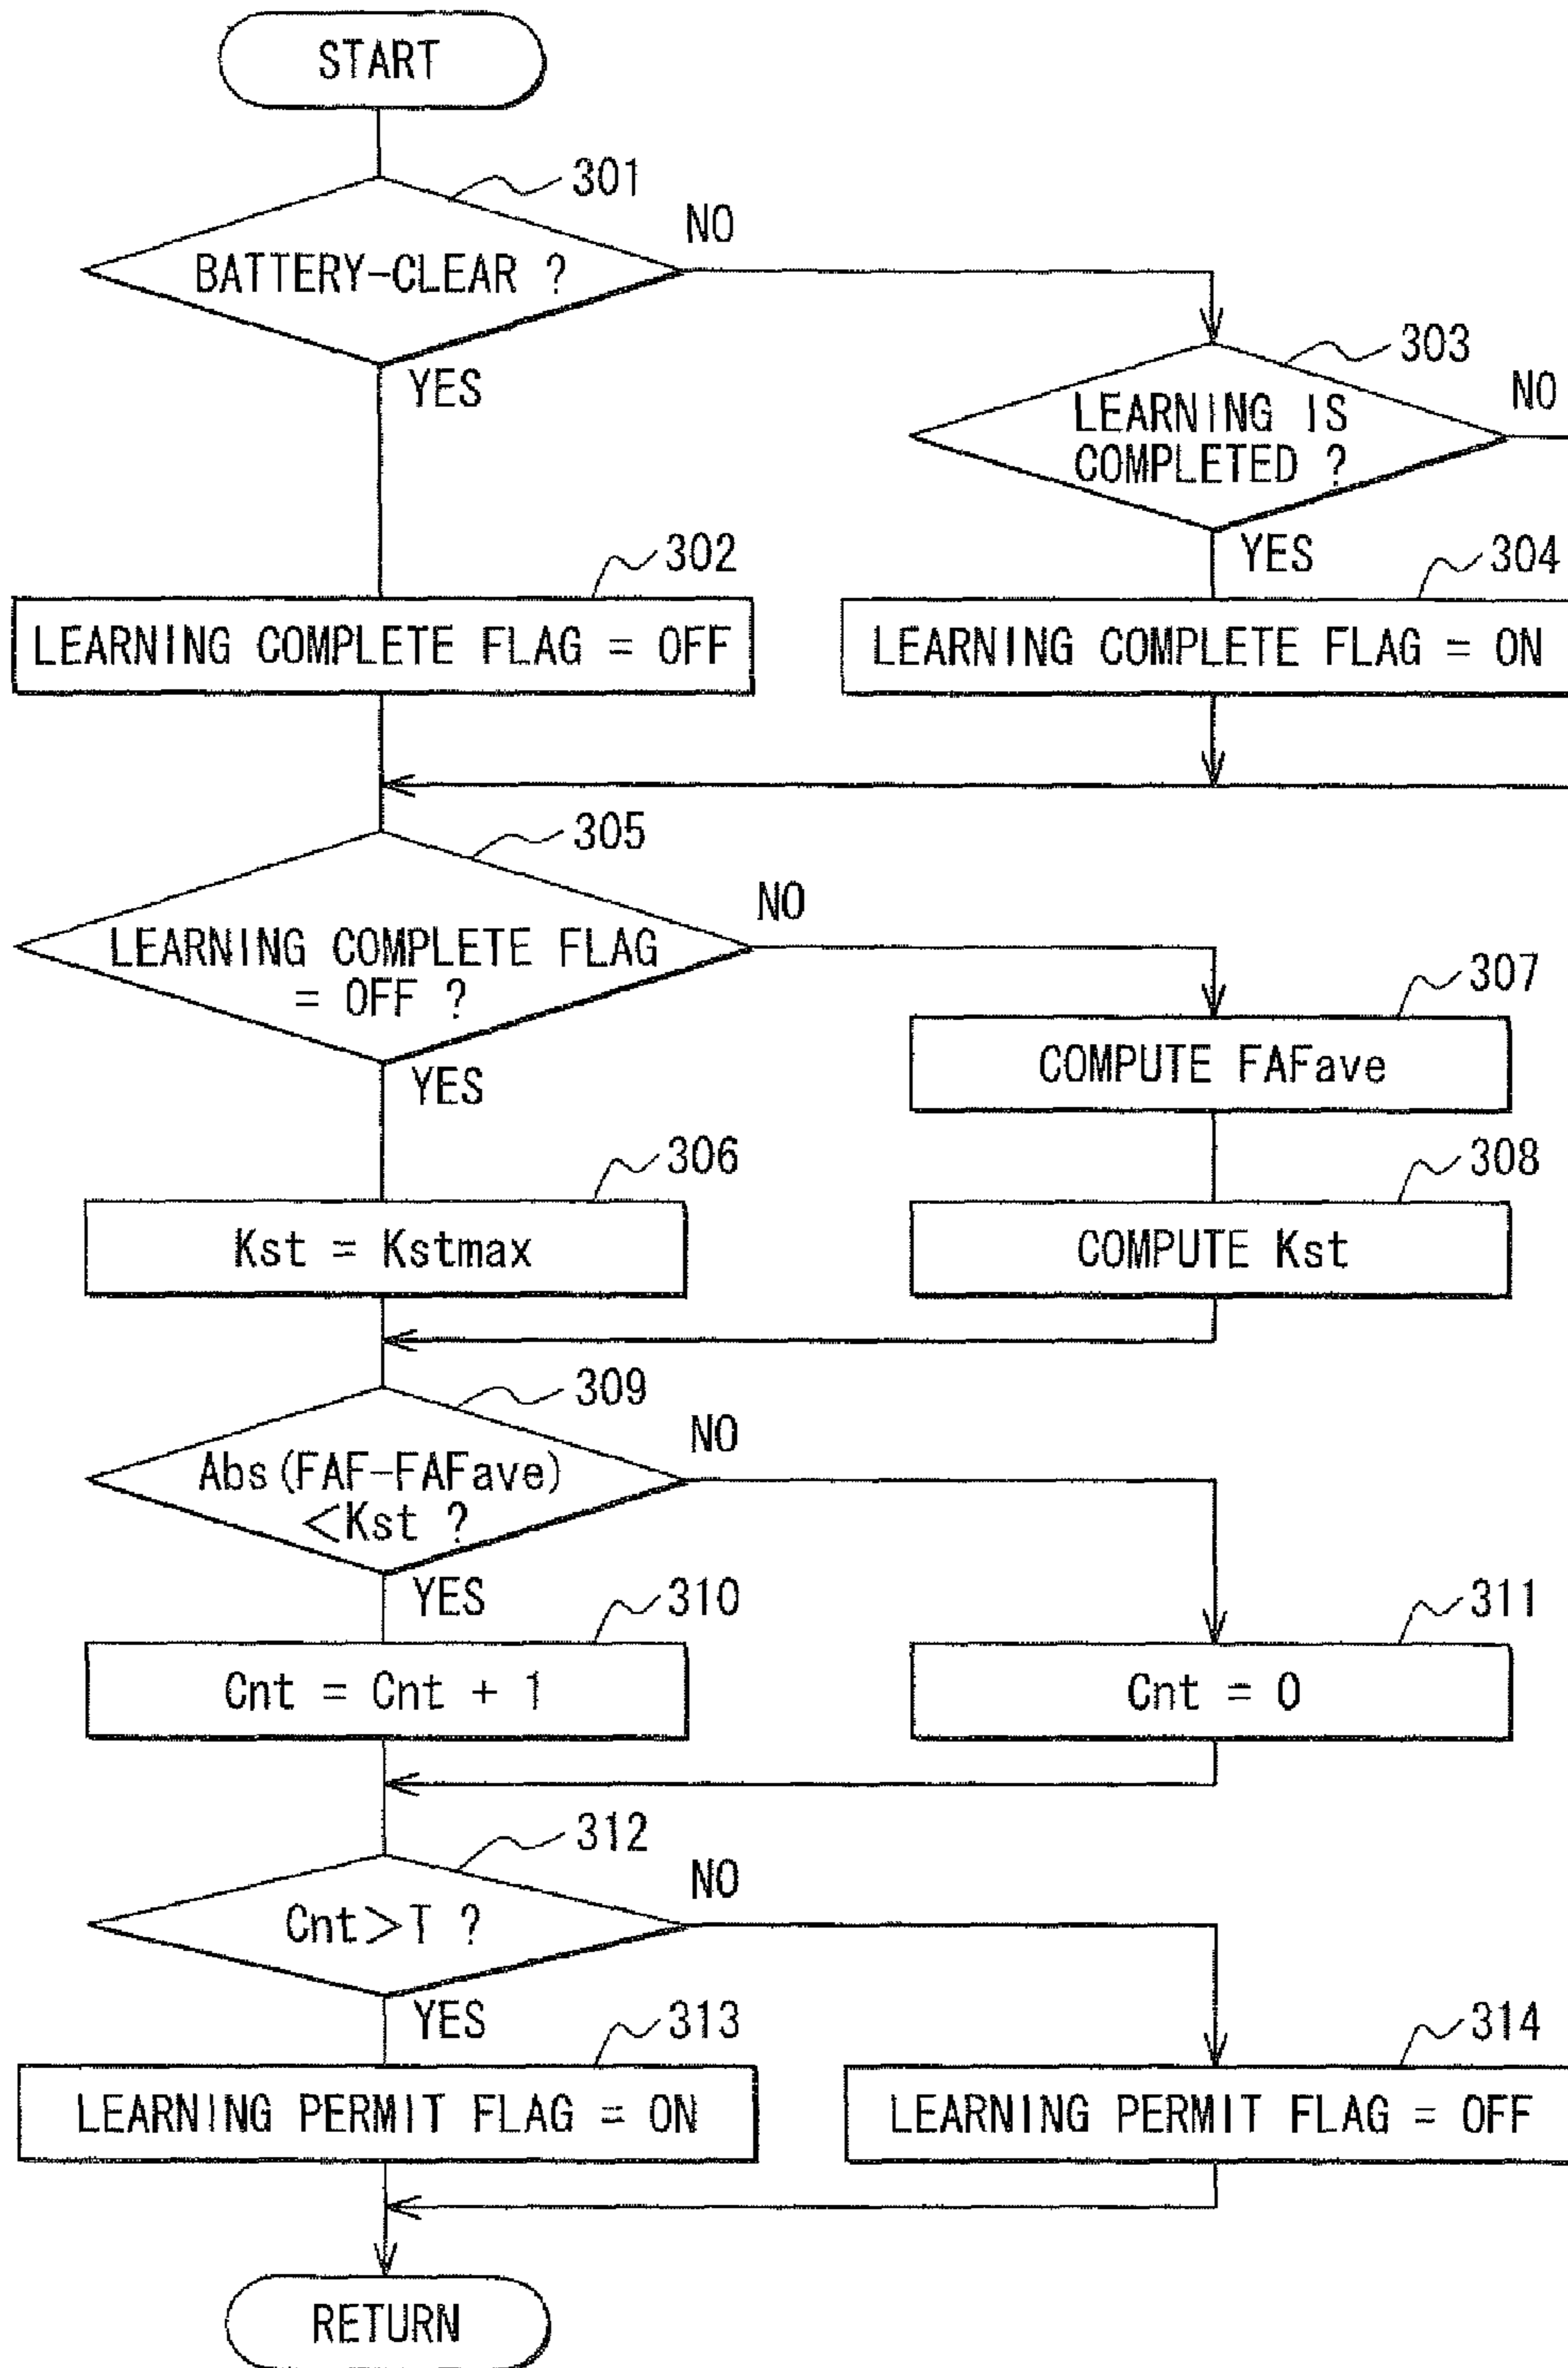 START
301
BATTERY-CLEAR ?
NO
YES
303
LEARNING IS
COMPLETED ?
NO
YES
302
LEARNING COMPLETE FLAG = OFF
304
LEARNING COMPLETE FLAG = ON
305
LEARNING COMPLETE FLAG
= OFF ?
NO
YES
307
COMPUTE FAFave
306
Kst = Kstmax
308
COMPUTE Kst
309
Abs(FAF-FAFave)
<Kst ?
NO
YES
310
Cnt = Cnt + 1
311
Cnt = 0
312
Cnt>T ?
NO
YES
313
LEARNING PERMIT FLAG = ON
314
LEARNING PERMIT FLAG = OFF
RETURN